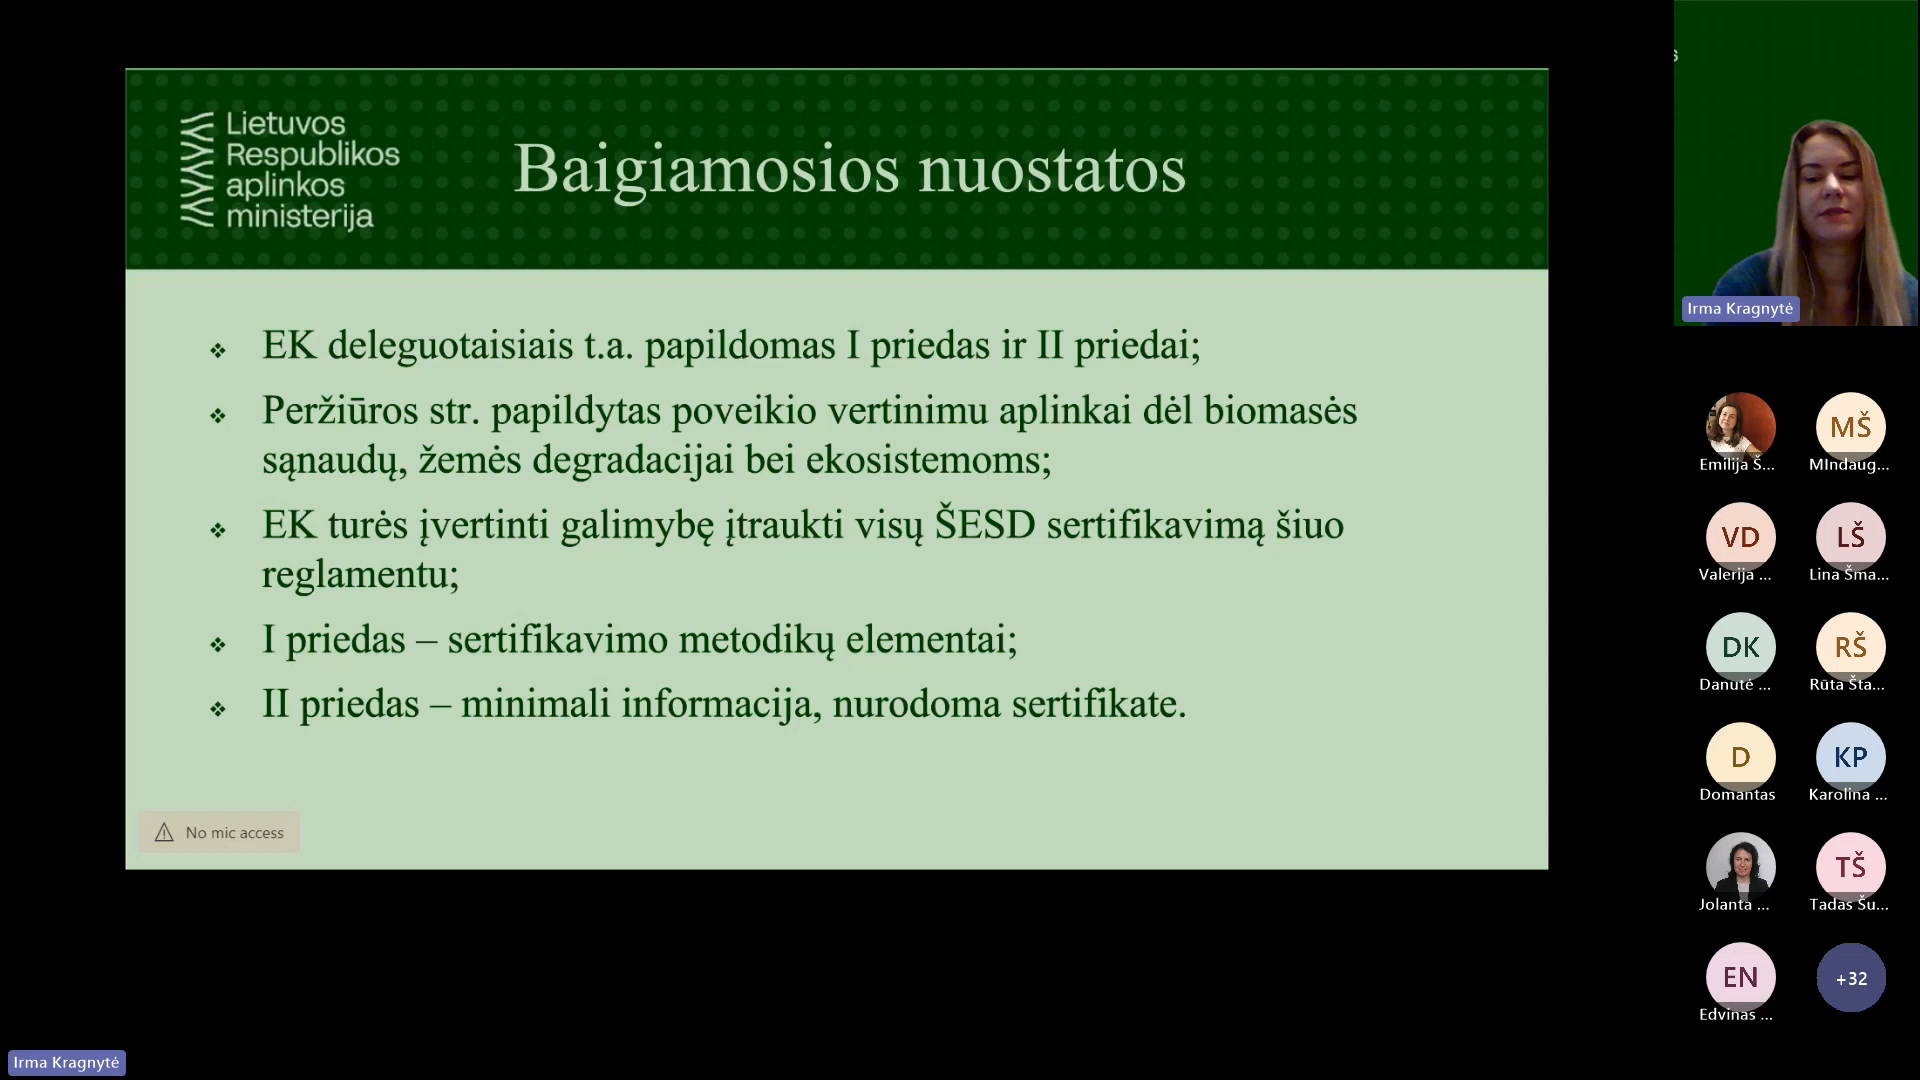 Lietuvos
Respublikos
aplinkos
ministerija
Baigiamosios nuostatos
❖ EK deleguotaisiais t.a. papildomas I priedas ir II priedai;
❖ Peržiūros str. papildytas poveikio vertinimu aplinkai dėl biomasės
sąnaudų, žemės degradacijai bei ekosistemoms;
❖ EK turės įvertinti galimybę įtraukti visų ŠESD sertifikavimą šiuo
reglamentu;
❖ I priedas – sertifikavimo metodikų elementai;
❖ II priedas – minimali informacija, nurodoma sertifikate.
No mic access
Irma Kragnytė
s
Irma Kragnytė
Emilija Š...
MŠ
MIndaug...
VD
Valerija ...
LŠ
Lina Šma...
DK
Danutė ...
RŠ
Rūta Šta...
D
Domantas
KP
Karolina ...
Jolanta ...
TŠ
Tadas Šu...
EN
Edvinas ...
+32